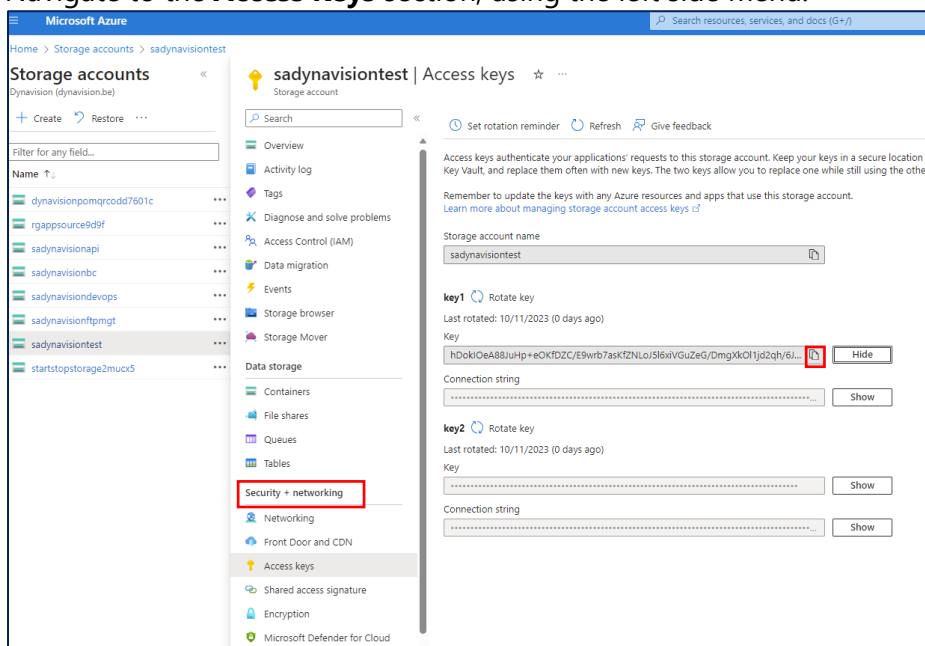 Navigate to the Access Keys section, using the left side menu.
Microsoft Azure
Search resources, services, and docs (G+/)
Home > Storage accounts > sadynavisiontest
Storage accounts
Dynavision (dynavision.be)
Create Restore
Filter for any field...
Name
dynavisionpomqrcodd7601c
rgappsource9d9f
sadynavisionapi
sadynavisionbc
sadynavisiondevops
sadynavisionftpmgt
sadynavisiontest
startstopstorage2mucx5
sadynavisiontest | Access keys
Storage account
Search
Overview
Activity log
Tags
Diagnose and solve problems
Access Control (IAM)
Data migration
Events
Storage browser
Storage Mover
Data storage
Containers
File shares
Queues
Tables
Security + networking
Networking
Front Door and CDN
Access keys
Shared access signature
Encryption
Microsoft Defender for Cloud
Set rotation reminder Refresh Give feedback
Access keys authenticate your applications' requests to this storage account. Keep your keys in a secure location
Key Vault, and replace them often with new keys. The two keys allow you to replace one while still using the othe
Remember to update the keys with any Azure resources and apps that use this storage account.
Learn more about managing storage account access keys
Storage account name
sadynavisiontest
key1 Rotate key
Last rotated: 10/11/2023 (0 days ago)
Key
Hide
Connection string
Show
key2 Rotate key
Last rotated: 10/11/2023 (0 days ago)
Key
Show
Connection string
Show